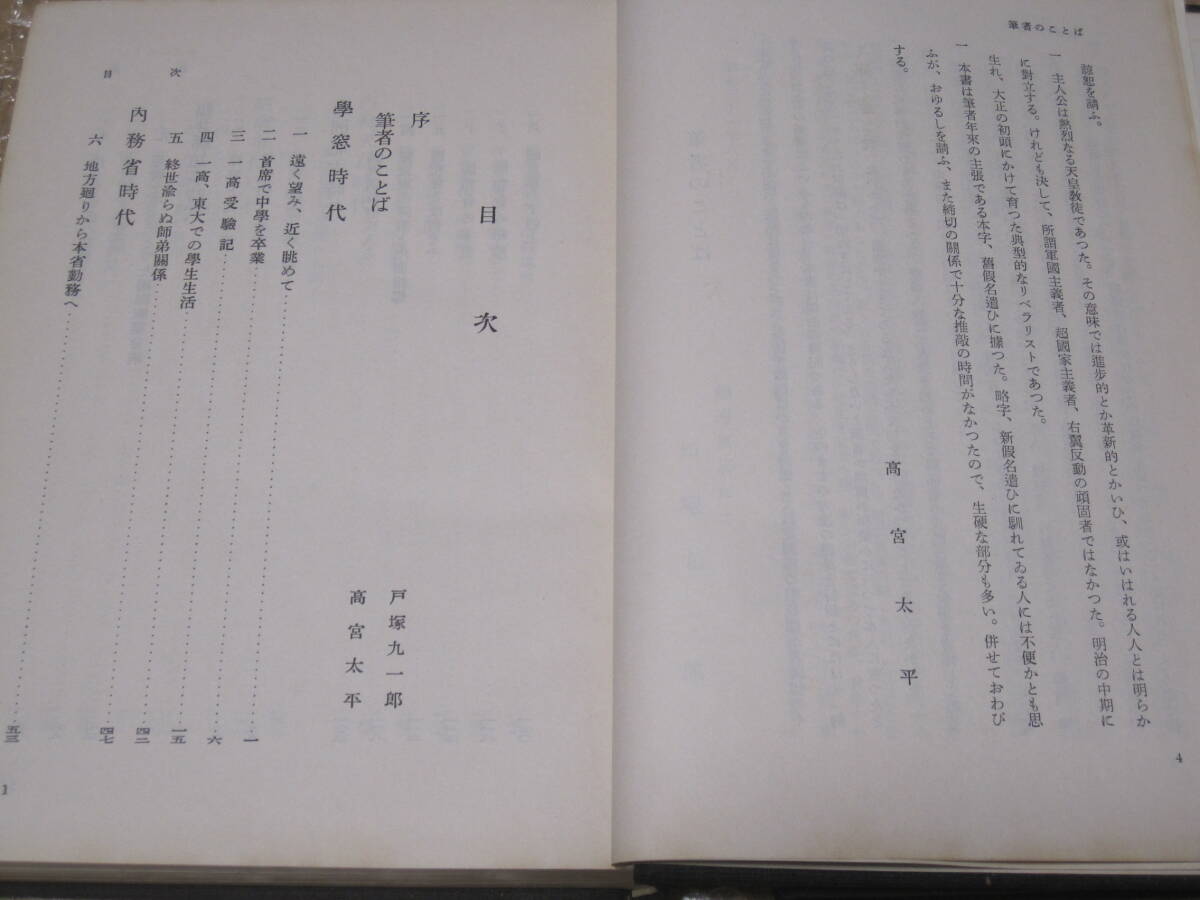 筆者のことば
諒恕を請ふ。
一 主人公は熱烈なる天皇教徒であつた。その意味では進步的とか革新的とかいひ、或はいはれる人人とは明らか
に對立する。けれども決して、所謂軍國主義者、超國家主義者、右翼反動の頑固者ではなかつた。明治の中期に
生れ、大正の初頭にかけて育つた典型的なリベラリストであつた。
一 本書は筆者年來の主張である本字、舊假名遣ひに據つた。略字、新假名遣ひに馴れてゐる人には不便かとも思
ふが、おゆるしを請ふ、また締切の關係で十分な推敲の時間がなかつたので、生硬な部分も多い。併せておわび
する。
高宮太平
4
目次
序 戸塚九一郎
筆者のことば 高宮太平
學窓時代
一 遠く望み、近く眺めて 一
二 首席で中學を卒業 六
三 一高受驗記 一五
四 一高、東大での學生生活 四二
五 終世渝らぬ師弟關係 四七
內務省時代
六 地方廻りから本省勤務へ 五三
目次
1